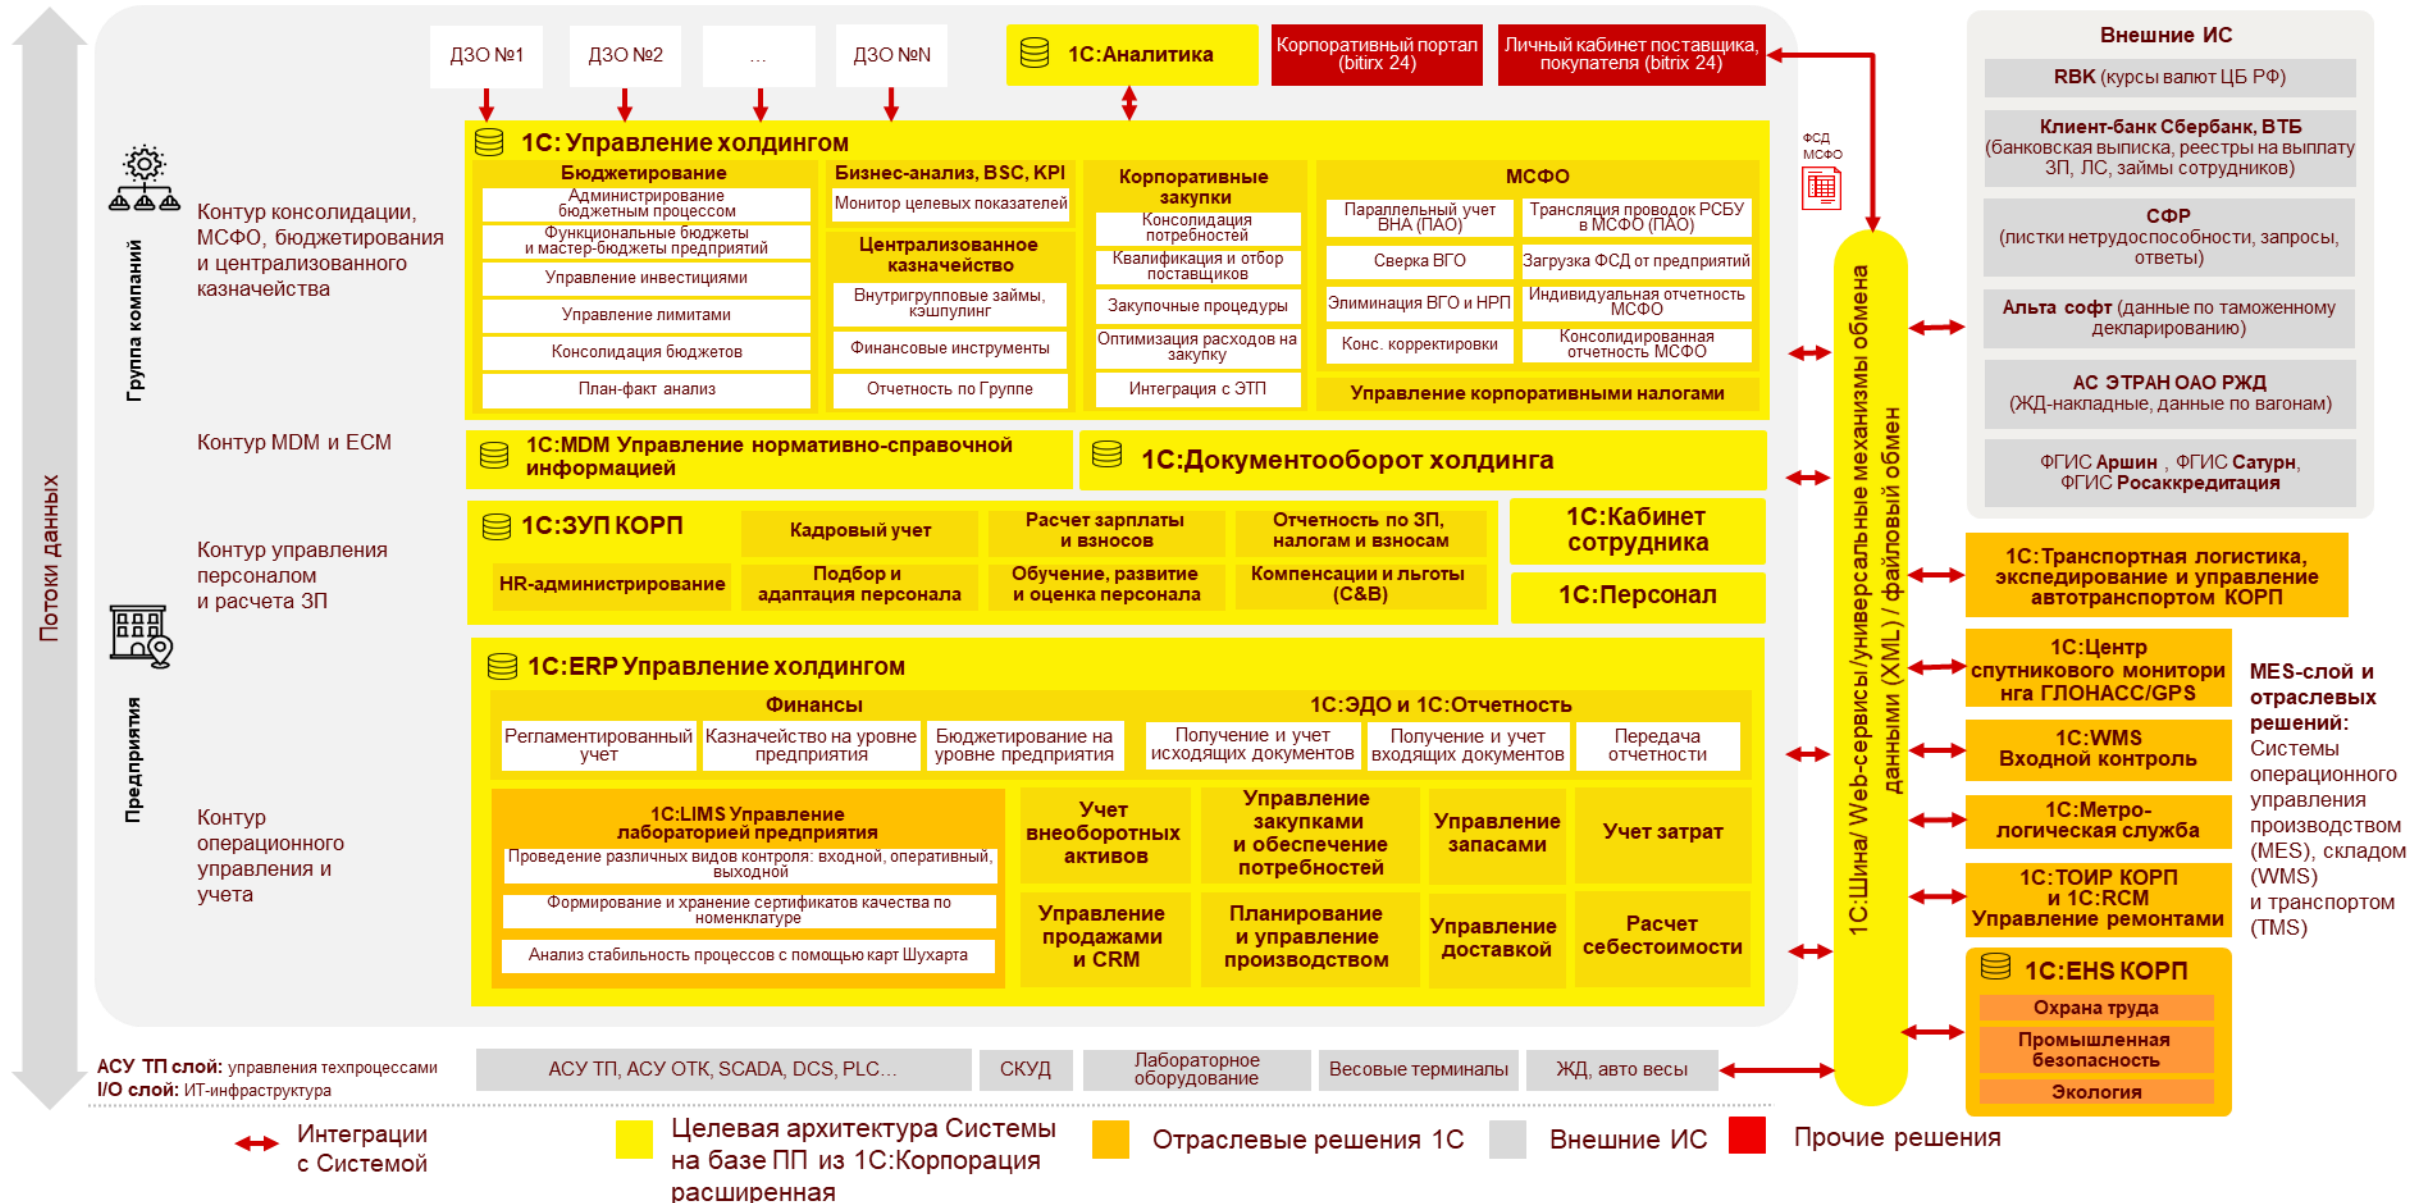 ДЗО №1
ДЗО №2
...
ДЗО №N
1С:Аналитика
Корпоративный портал
(bitirx 24)
Личный кабинет поставщика,
покупателя (bitrix 24)
Потоки данных
Группа компаний
Контур консолидации,
МСФО, бюджетирования
и централизованного
казначейства
1С: Управление холдингом
Бюджетирование
Администрирование
бюджетным процессом
Функциональные бюджеты
и мастер-бюджеты предприятий
Управление инвестициями
Управление лимитами
Консолидация бюджетов
План-факт анализ
Бизнес-анализ, BSC, KPI
Монитор целевых показателей
Централизованное
казначейство
Внутригрупповые займы,
кэшпулинг
Финансовые инструменты
Отчетность по Группе
Корпоративные
закупки
Консолидация
потребностей
Квалификация и отбор
поставщиков
Закупочные процедуры
Оптимизация расходов на
закупку
Интеграция с ЭТП
МСФО
Параллельный учет
ВНА (ПАО)
Трансляция проводок РСБУ
в МСФО (ПАО)
Сверка ВГО
Загрузка ФСД от предприятий
Элиминация ВГО и НРП
Индивидуальная отчетность
МСФО
Конс. корректировки
Консолидированная
отчетность МСФО
Управление корпоративными налогами
ФСД
МСФО
Контур MDM и ECM
1С:MDM Управление нормативно-справочной
информацией
1С:Документооборот холдинга
Предприятия
Контур управления
персоналом
и расчета ЗП
1С:ЗУП КОРП
Кадровый учет
Расчет зарплаты
и взносов
Отчетность по ЗП,
налогам и взносам
HR-администрирование
Подбор и
адаптация персонала
Обучение, развитие
и оценка персонала
Компенсации и льготы
(C&B)
1С:Кабинет
сотрудника
1С:Персонал
Контур
операционного
управления и
учета
1С:ERP Управление холдингом
Финансы
Регламентированный
учет
Казначейство на уровне
предприятия
Бюджетирование на
уровне предприятия
1С:ЭДО и 1С:Отчетность
Получение и учет
исходящих документов
Получение и учет
входящих документов
Передача
отчетности
1С:LIMS Управление
лабораторией предприятия
Проведение различных видов контроля: входной, оперативный,
выходной
Формирование и хранение сертификатов качества по
номенклатуре
Анализ стабильность процессов с помощью карт Шухарта
Учет
внеоборотных
активов
Управление
закупками
и обеспечение
потребностей
Управление
запасами
Учет затрат
Управление
продажами
и CRM
Планирование
и управление
производством
Управление
доставкой
Расчет
себестоимости
1С:Шина/ Web-сервисы/универсальные механизмы обмена
данными (XML) / файловый обмен
Внешние ИС
RBK (курсы валют ЦБ РФ)
Клиент-банк Сбербанк, ВТБ
(банковская выписка, реестры на выплату
ЗП, ЛС, займы сотрудников)
СФР
(листки нетрудоспособности, запросы,
ответы)
Альта софт (данные по таможенному
декларированию)
АС ЭТРАН ОАО РЖД
(ЖД-накладные, данные по вагонам)
ФГИС Аршин , ФГИС Сатурн,
ФГИС Росаккредитация
1С:Транспортная логистика,
экспедирование и управление
автотранспортом КОРП
1С:Центр
спутникового монитори
нга ГЛОНАСС/GPS
1С:WMS
Входной контроль
1С:Метро-
логическая служба
1С:ТОИР КОРП
и 1С:RCM
Управление ремонтами
1С:EHS КОРП
Охрана труда
Промышленная
безопасность
Экология
MES-слой и
отраслевых
решений:
Системы
операционного
управления
производством
(MES), складом
(WMS)
и транспортом
(TMS)
АСУ ТП слой: управления техпроцессами
I/O слой: ИТ-инфраструктура
АСУ ТП, АСУ ОТК, SCADA, DCS, PLC...
СКУД
Лабораторное
оборудование
Весовые терминалы
ЖД, авто весы
Интеграции
с Системой
Целевая архитектура Системы
на базе ПП из 1С:Корпорация
расширенная
Отраслевые решения 1С
Внешние ИС
Прочие решения